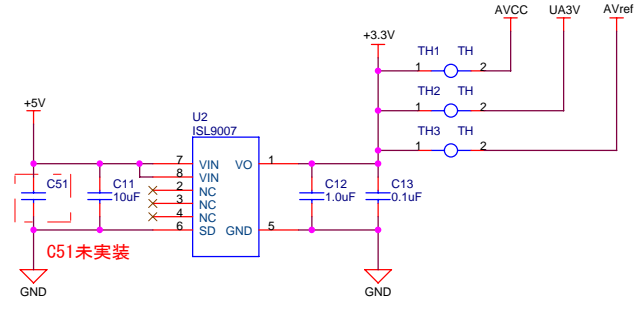 AVCC UA3V AVref
+3.3V
TH1 TH
1 2
TH2 TH
1 2
TH3 TH
1 2
+5V
U2
ISL9007
C51
C11
10uF
7 VIN VO 1
8 VIN
2 NC
3 NC
4 NC
6 SD GND 5
C12
1.0uF
C13
0.1uF
C51未実装
GND GND